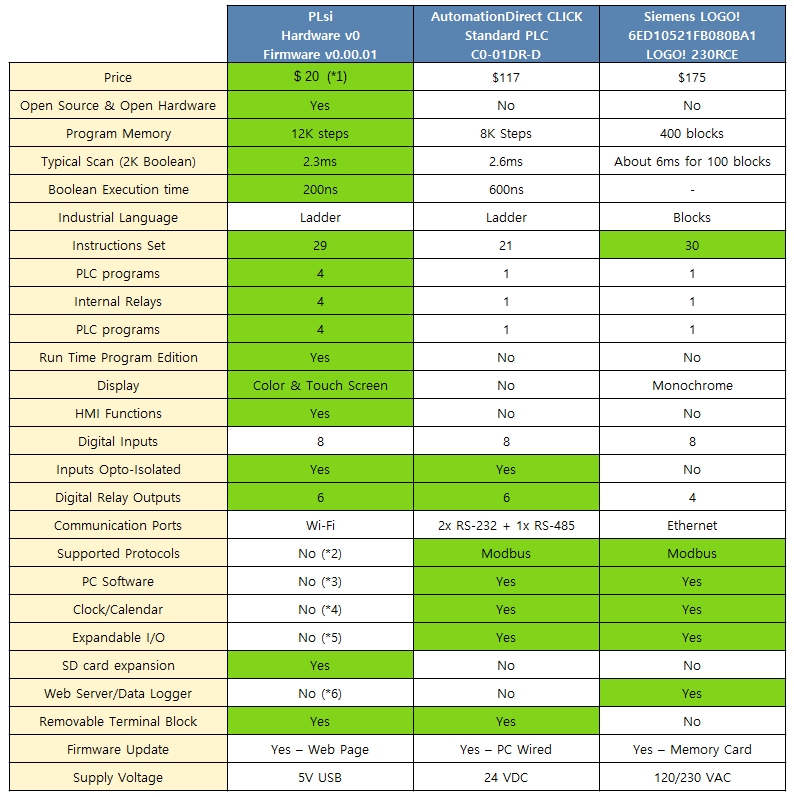 PLsi AutomationDirect CLICK Siemens LOGO!
Hardware v0 Standard PLC 6ED10521FB080BA1
Firmware v0.00.01 C0-01DR-D LOGO! 230RCE
Price $ 20 (*1) $117 $175
Open Source & Open Hardware Yes No No
Program Memory 12K steps 8K Steps 400 blocks
Typical Scan (2K Boolean) 2.3ms 2.6ms About 6ms for 100 blocks
Boolean Execution time 200ns 600ns -
Industrial Language Ladder Ladder Blocks
Instructions Set 29 21 30
PLC programs 4 1 1
Internal Relays 4 1 1
PLC programs 4 1 1
Run Time Program Edition Yes No No
Display Color & Touch Screen No Monochrome
HMI Functions Yes No No
Digital Inputs 8 8 8
Inputs Opto-Isolated Yes Yes No
Digital Relay Outputs 6 6 4
Communication Ports Wi-Fi 2x RS-232 + 1x RS-485 Ethernet
Supported Protocols No (*2) Modbus Modbus
PC Software No (*3) Yes Yes
Clock/Calendar No (*4) Yes Yes
Expandable I/O No (*5) Yes Yes
SD card expansion Yes No No
Web Server/Data Logger No (*6) No Yes
Removable Terminal Block Yes Yes No
Firmware Update Yes – Web Page Yes – PC Wired Yes – Memory Card
Supply Voltage 5V USB 24 VDC 120/230 VAC